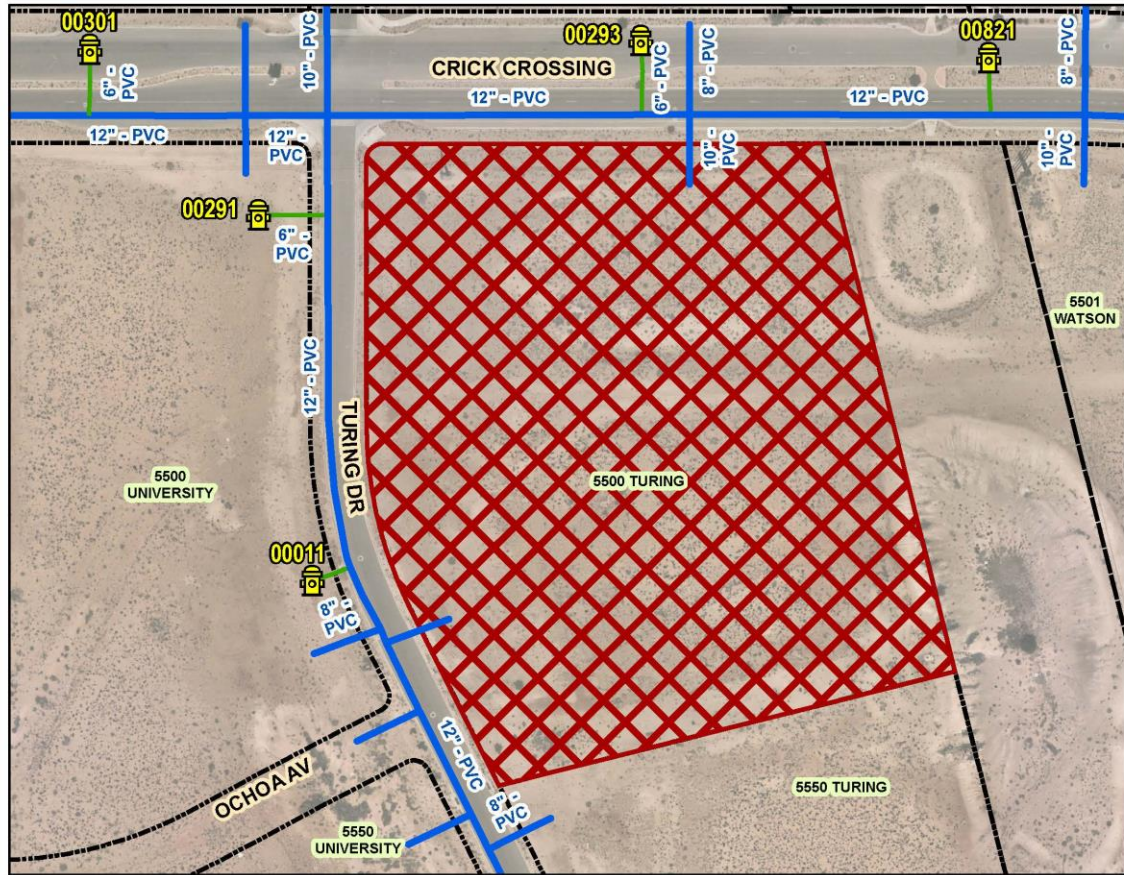 00301
6" -
PVC
10" - PVC
00293
CRICK CROSSING
6" - PVC
8" - PVC
00821
8" - PVC
12" - PVC
12" - PVC
12" - PVC
12" -
PVC
10" -
PVC
10" - PVC
00291
6" -
PVC
5501
WATSON
12" - PVC
TURING DR
5500
UNIVERSITY
5500 TURING
00011
8" -
PVC
12" - PVC
OCHOA AV
8" -
PVC
5550 TURING
5550
UNIVERSITY